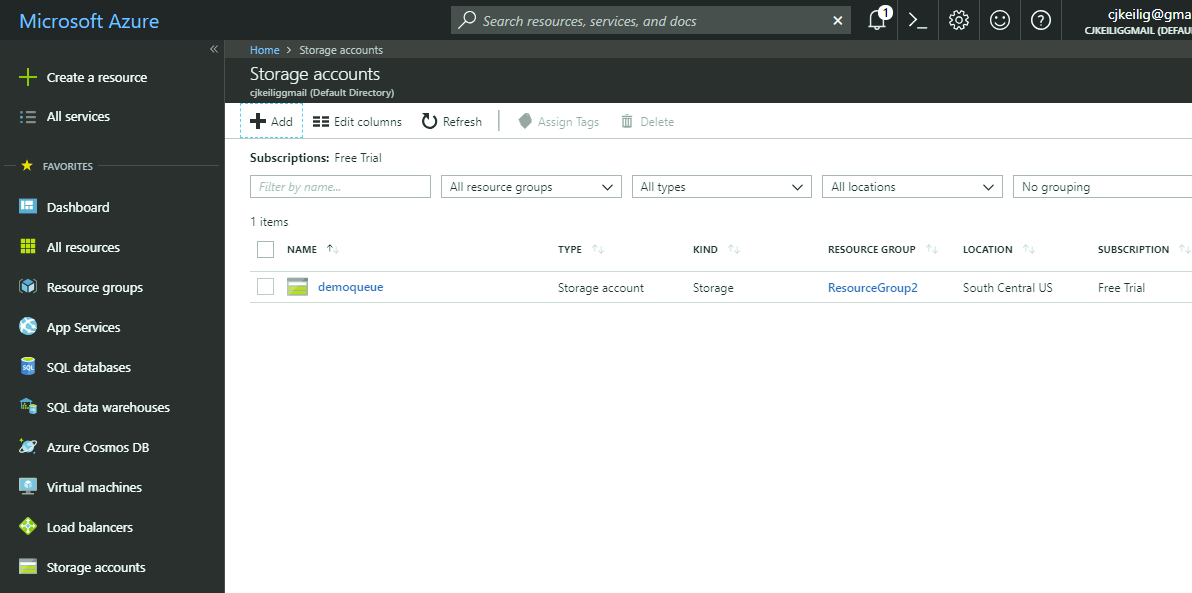 Microsoft Azure
Search resources, services, and docs
1
cjkeilig@gma
CJKEILIGGMAIL (DEFAU
Create a resource
All services
FAVORITES
Dashboard
All resources
Resource groups
App Services
SQL databases
SQL data warehouses
Azure Cosmos DB
Virtual machines
Load balancers
Storage accounts
Home > Storage accounts
Storage accounts
cjkeiliggmail (Default Directory)
Add Edit columns Refresh Assign Tags Delete
Subscriptions: Free Trial
Filter by name... All resource groups All types All locations No grouping
1 items
NAME TYPE KIND RESOURCE GROUP LOCATION SUBSCRIPTION
demoqueue Storage account Storage ResourceGroup2 South Central US Free Trial